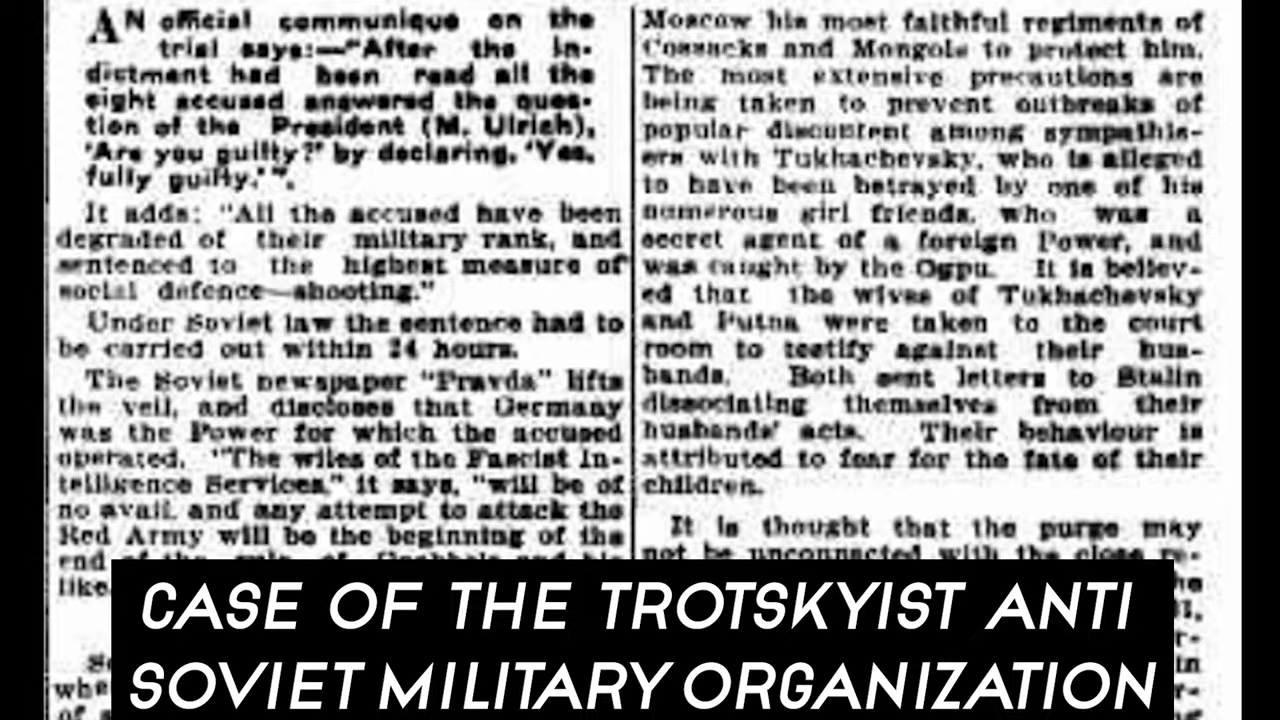 AN official communique on the
trial says:—"After the in-
dictment had been read all the
eight accused answered the ques-
tion of the President (M. Ulrich),
'Are you guilty?' by declaring, 'Yes,
fully guilty.'".
It adds: "All the accused have been
degraded of their military rank, and
sentenced to the highest measure of
social defence—shooting."
Under Soviet law the sentence had to
be carried out within 24 hours.
The Soviet newspaper "Pravda" lifts
the veil, and discloses that Germany
was the Power for which the accused
operated. "The wiles of the Fascist In-
telligence Services," it says, "will be of
no avail, and any attempt to attack the
Red Army will be the beginning of the
end of the
like
Moscow his most faithful regiments of
Cossacks and Mongols to protect him.
The most extensive precautions are
being taken to prevent outbreaks of
popular discontent among sympathis-
ers with Tukhachevsky, who is alleged
to have been betrayed by one of his
numerous girl friends, who was a
secret agent of a foreign Power, and
was caught by the Ogpu. It is believ-
ed that the wives of Tukhachevsky
and Putna were taken to the court
room to testify against their hus-
bands. Both sent letters to Stalin
dissociating themselves from their
husbands' acts. Their behaviour is
attributed to fear for the fate of their
children.
It is thought that the purge may
not be unconnected with the close re-
CASE OF THE TROTSKYIST ANTI
SOVIET MILITARY ORGANIZATION